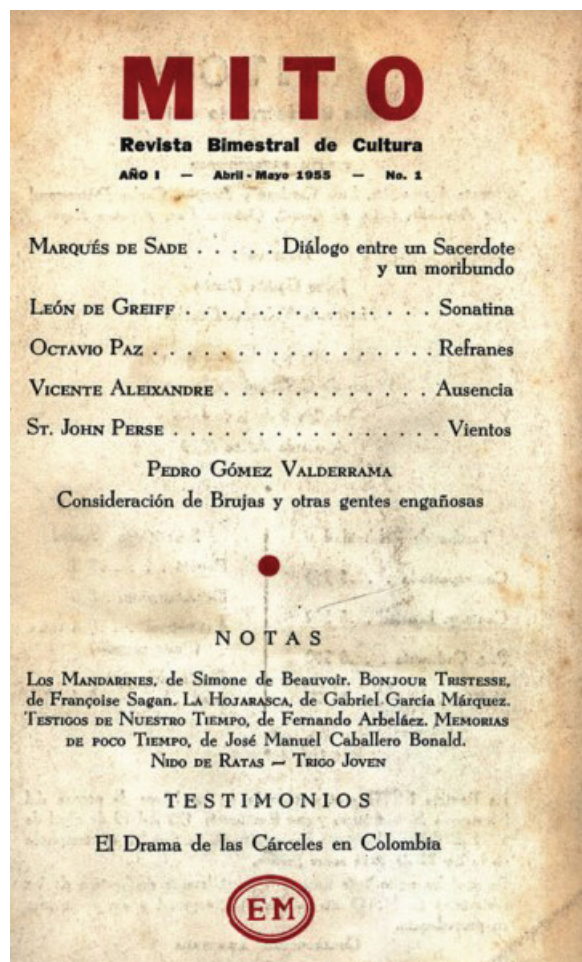 MITO
Revista Bimestral de Cultura
AÑO I — Abril - Mayo 1955 — No. 1
MARQUÉS DE SADE . . . . . Diálogo entre un Sacerdote
y un moribundo
LEÓN DE GREIFF . . . . . . . . . . . . . . Sonatina
OCTAVIO PAZ . . . . . . . . . . . . . . . . Refranes
VICENTE ALEIXANDRE . . . . . . . . . . . . Ausencia
ST. JOHN PERSE . . . . . . . . . . . . . . . Vientos
PEDRO GÓMEZ VALDERRAMA
Consideración de Brujas y otras gentes engañosas
NOTAS
LOS MANDARINES, de Simone de Beauvoir. BONJOUR TRISTESSE,
de Françoise Sagan. LA HOJARASCA, de Gabriel García Márquez.
TESTIGOS DE NUESTRO TIEMPO, de Fernando Arbeláez. MEMORIAS
DE POCO TIEMPO, de José Manuel Caballero Bonald.
NIDO DE RATAS — TRIGO JOVEN
TESTIMONIOS
El Drama de las Cárceles en Colombia
EM